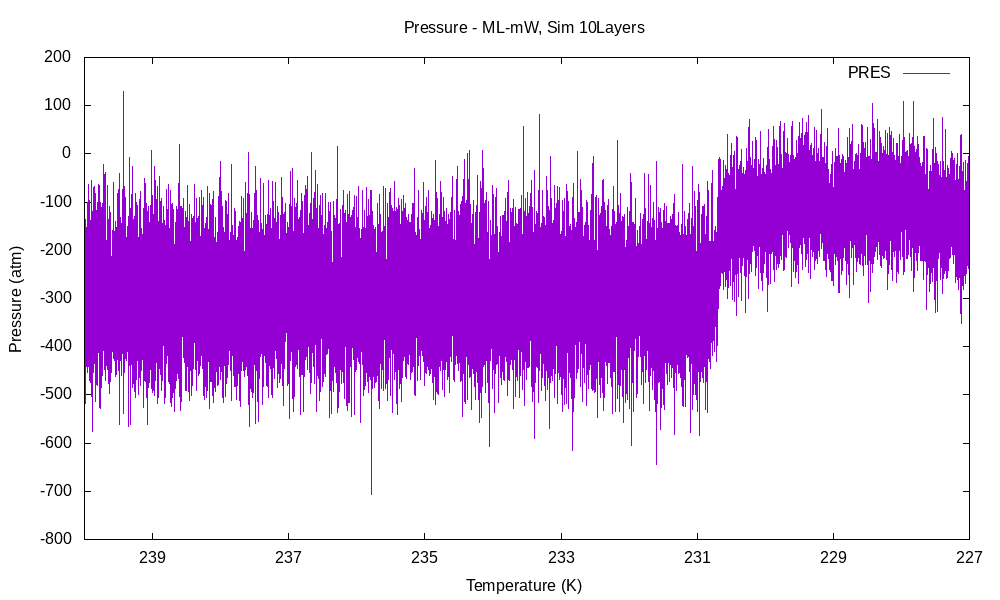 Pressure - ML-mW, Sim 10Layers
PRES
200
100
0
-100
-200
-300
-400
-500
-600
-700
-800
Pressure (atm)
239 237 235 233 231 229 227
Temperature (K)